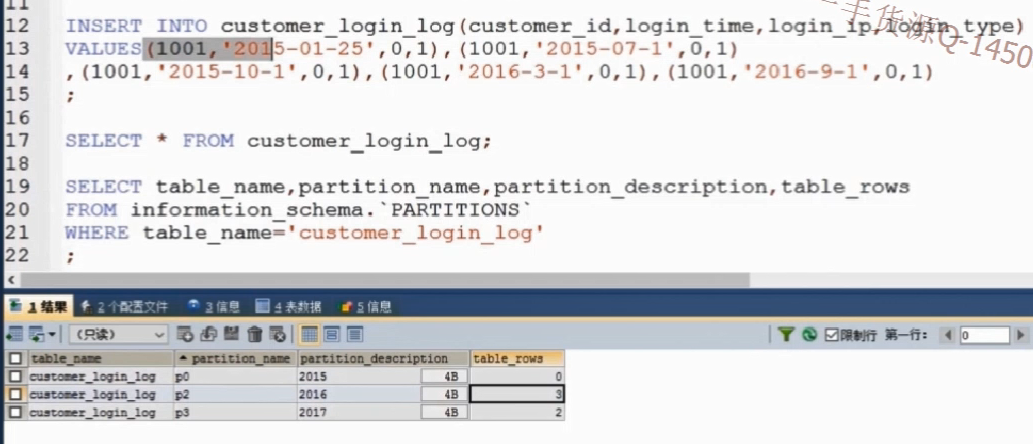 11
12 INSERT INTO customer_login_log(customer_id,login_time,login_ip,login_type)
13 VALUES(1001,'2015-01-25',0,1),(1001,'2015-07-1',0,1)
14 ,(1001,'2015-10-1',0,1),(1001,'2016-3-1',0,1),(1001,'2016-9-1',0,1)
15 ;
16
17 SELECT * FROM customer_login_log;
18
19 SELECT table_name,partition_name,partition_description,table_rows
20 FROM information_schema.`PARTITIONS`
21 WHERE table_name='customer_login_log'
22 ;
手货源Q-1450
1 结果 2 个配置文件 3 信息 4 表数据 5 信息
(只读) 限制行 第一行: 0
table_name partition_name partition_description table_rows
customer_login_log p0 2015 4B 0
customer_login_log p2 2016 4B 3
customer_login_log p3 2017 4B 2